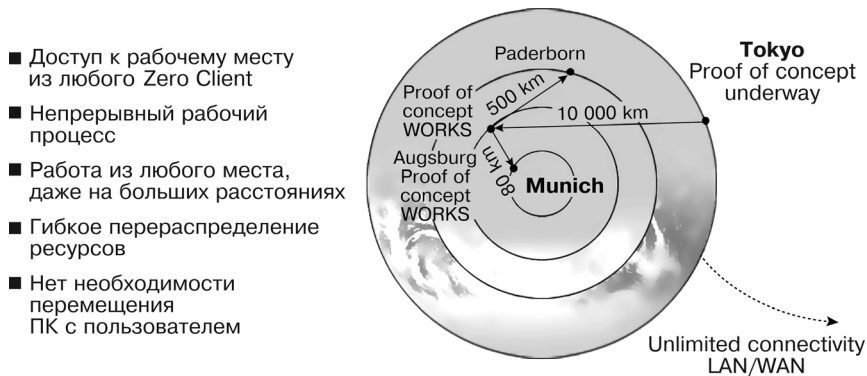 ■ Доступ к рабочему месту
из любого Zero Client
■ Непрерывный рабочий
процесс
■ Работа из любого места,
даже на больших расстояниях
■ Гибкое перераспределение
ресурсов
■ Нет необходимости
перемещения
ПК с пользователем
Paderborn
Tokyo
Proof of concept
underway
Proof of
concept
WORKS
500 km
10 000 km
Augsburg
Proof of
concept
WORKS
80 km
Munich
Unlimited connectivity
LAN/WAN